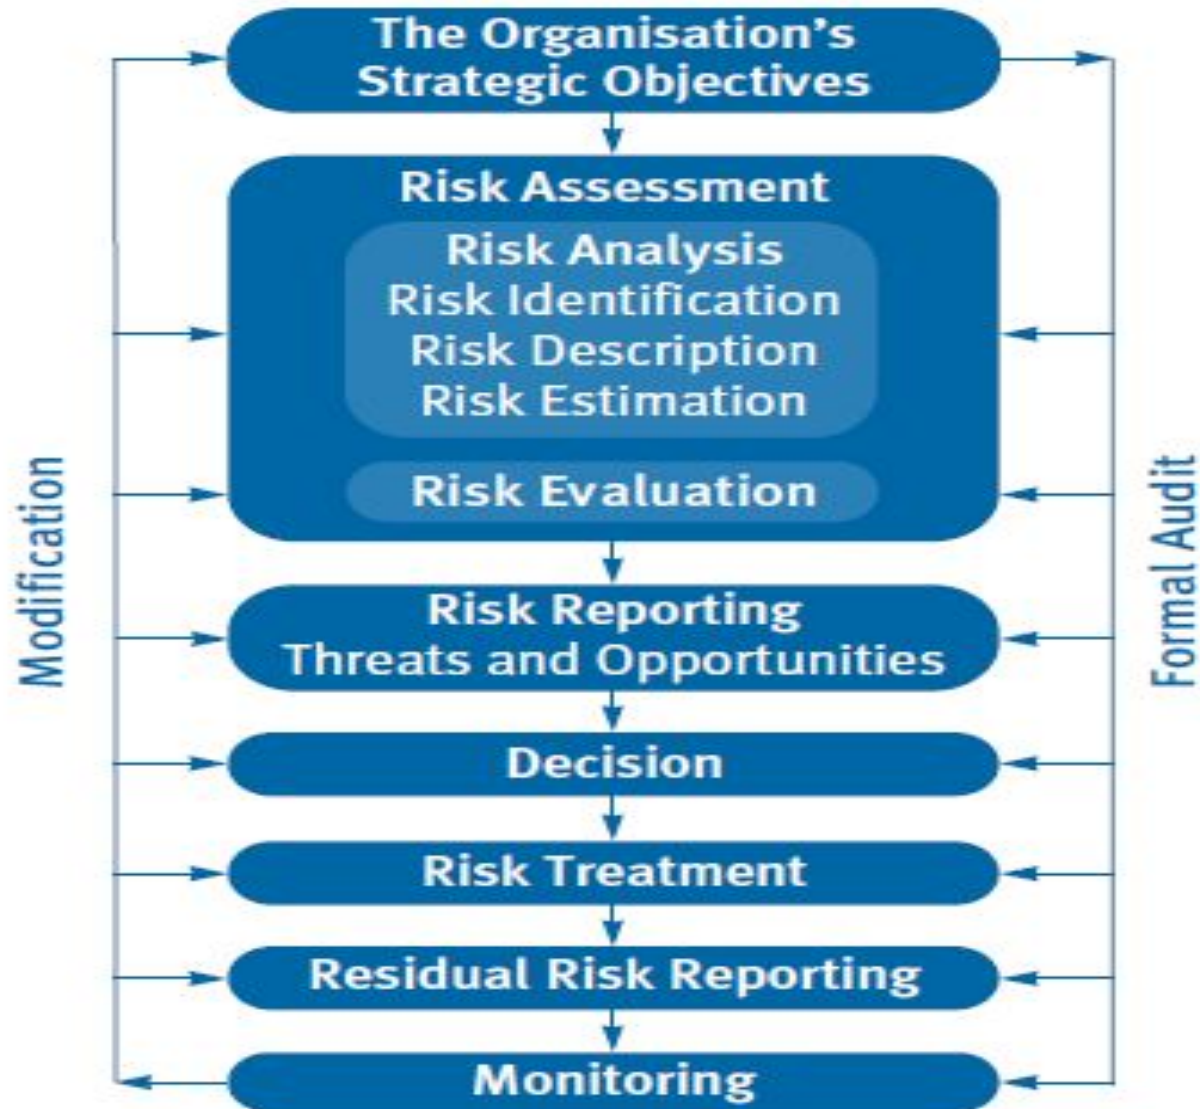 The Organisation's
Strategic Objectives
Risk Assessment
Risk Analysis
Risk Identification
Risk Description
Risk Estimation
Risk Evaluation
Risk Reporting
Threats and Opportunities
Decision
Risk Treatment
Residual Risk Reporting
Monitoring
Modification
Formal Audit